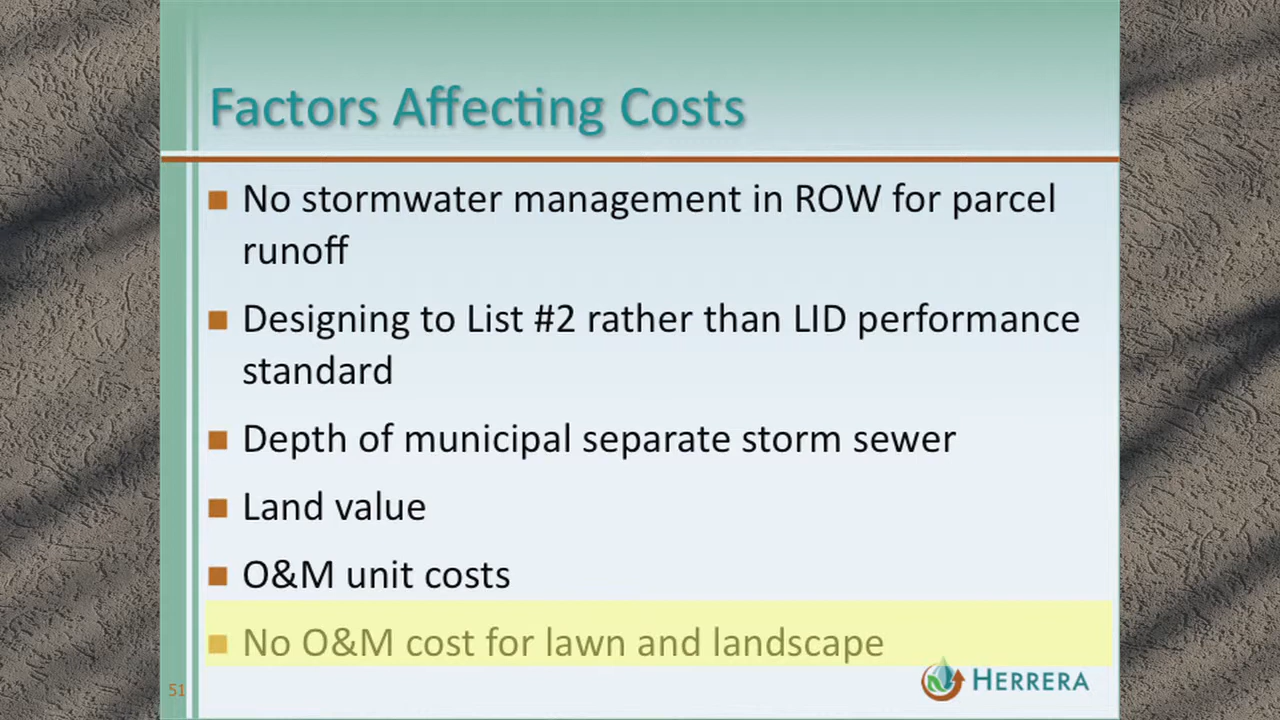 Factors Affecting Costs
No stormwater management in ROW for parcel
runoff
Designing to List #2 rather than LID performance
standard
Depth of municipal separate storm sewer
Land value
O&M unit costs
No O&M cost for lawn and landscape
51
HERRERA